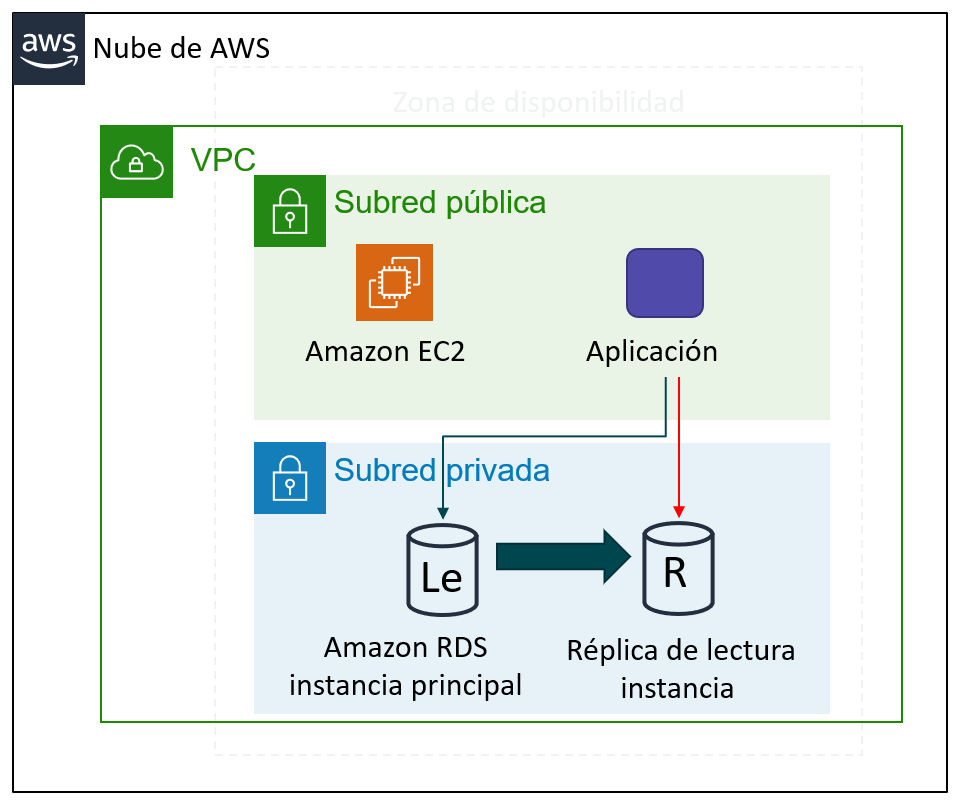 aws
Nube de AWS
Zona de disponibilidad
VPC
Subred pública
Amazon EC2
Aplicación
Subred privada
Le
R
Amazon RDS
instancia principal
Réplica de lectura
instancia